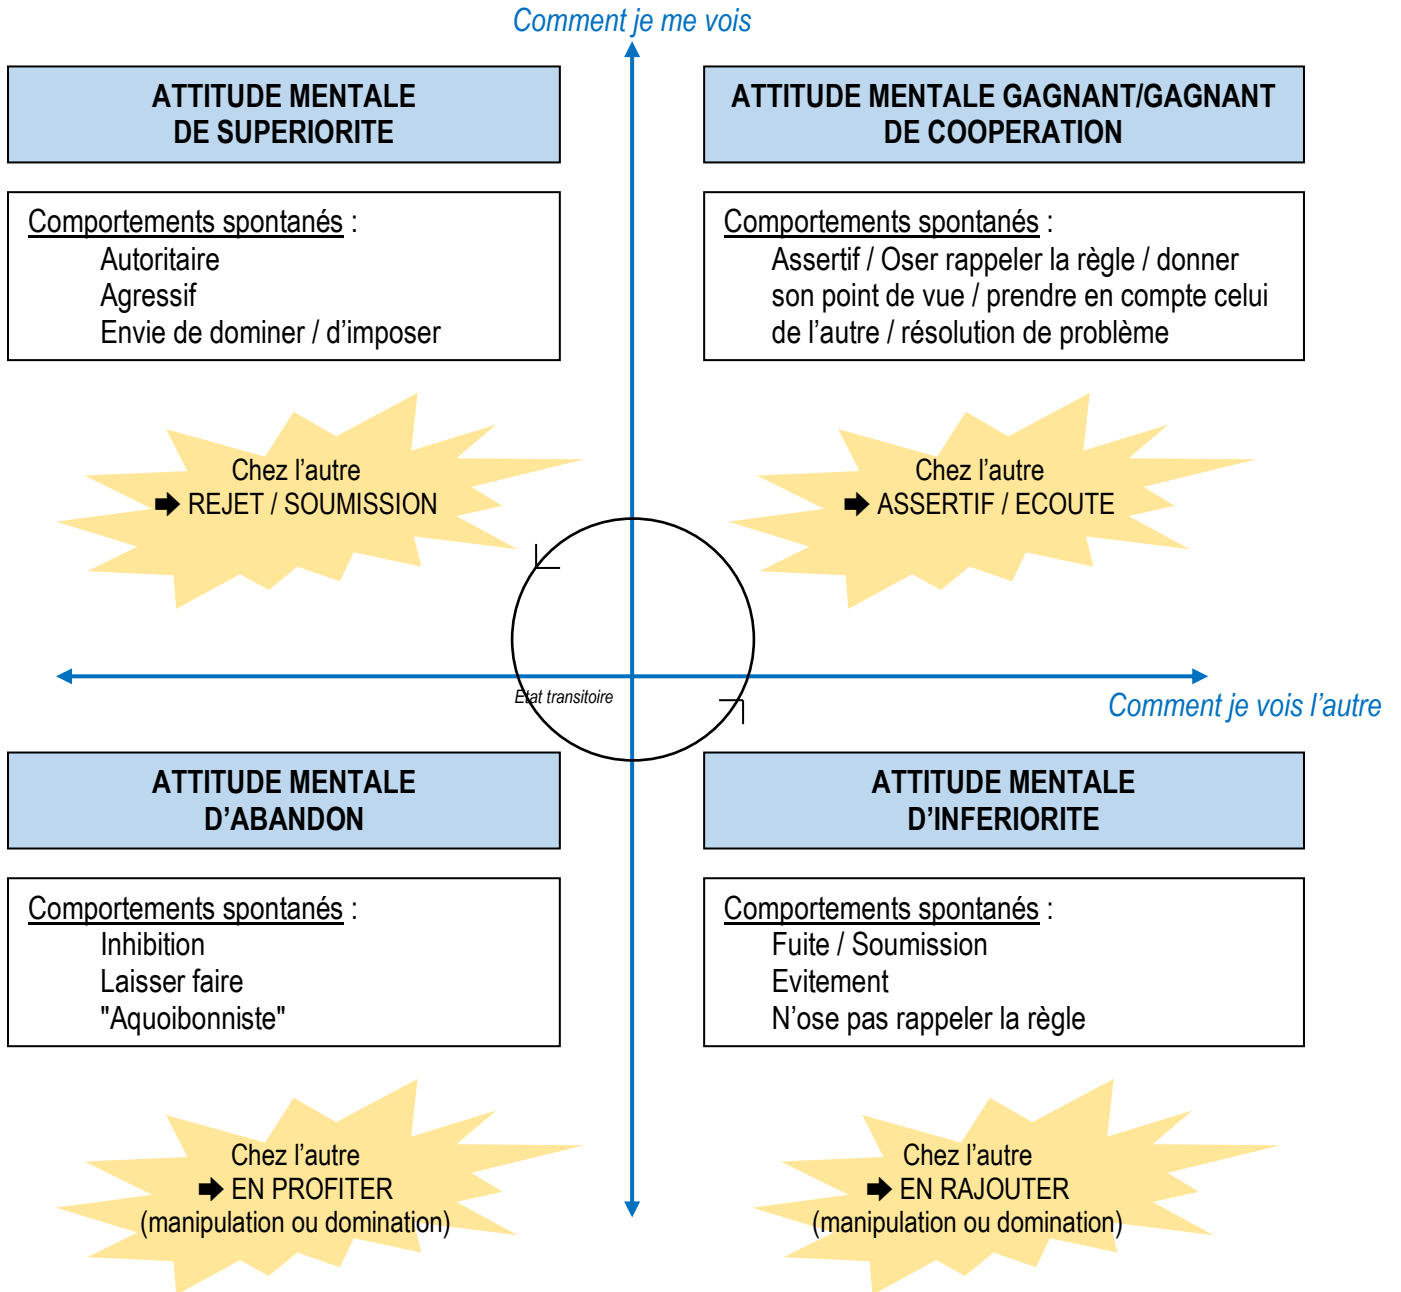 Comment je me vois
ATTITUDE MENTALE
DE SUPERIORITE
Comportements spontanés :
Autoritaire
Agressif
Envie de dominer / d’imposer
Chez l’autre
➡ REJET / SOUMISSION
ATTITUDE MENTALE GAGNANT/GAGNANT
DE COOPERATION
Comportements spontanés :
Assertif / Oser rappeler la règle / donner
son point de vue / prendre en compte celui
de l’autre / résolution de problème
Chez l’autre
➡ ASSERTIF / ECOUTE
Etat transitoire
Comment je vois l’autre
ATTITUDE MENTALE
D’ABANDON
Comportements spontanés :
Inhibition
Laisser faire
"Aquoibonniste"
Chez l’autre
➡ EN PROFITER
(manipulation ou domination)
ATTITUDE MENTALE
D’INFERIORITE
Comportements spontanés :
Fuite / Soumission
Evitement
N’ose pas rappeler la règle
Chez l’autre
➡ EN RAJOUTER
(manipulation ou domination)